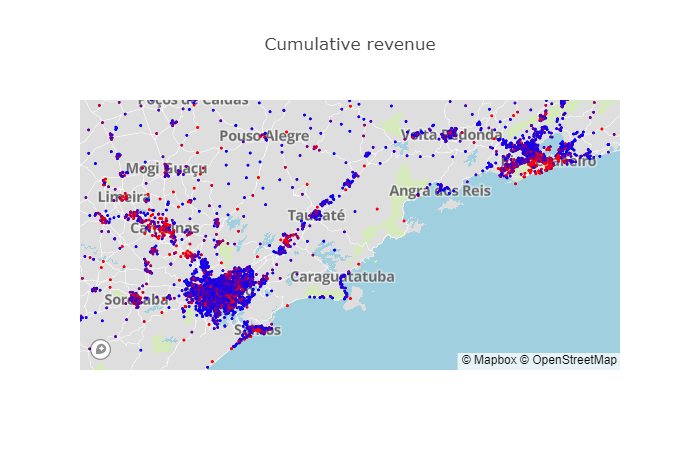 Cumulative revenue
Poços de Caldas
Pouso Alegre
Volta Redonda
Mogi Guaçu
Angra dos Reis
Limeira
Taubaté
Campinas
Caraguatatuba
Sorocaba
Santos
© Mapbox © OpenStreetMap